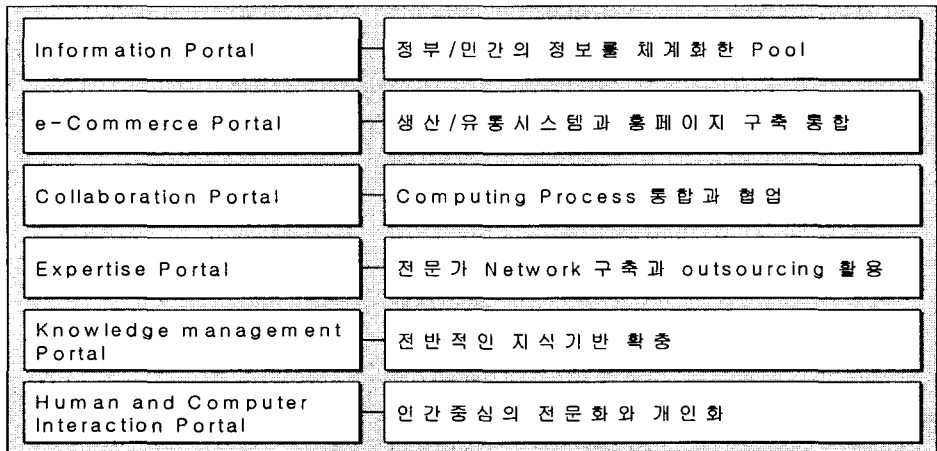 Information Portal
정부/민간의 정보를 체계화한 Pool
e-Commerce Portal
생산/유통시스템과 홈페이지 구축 통합
Collaboration Portal
Computing Process 통합과 협업
Expertise Portal
전문가 Network 구축과 outsourcing 활용
Knowledge management
Portal
전반적인 지식기반 확충
Human and Computer
Interaction Portal
인간중심의 전문화와 개인화